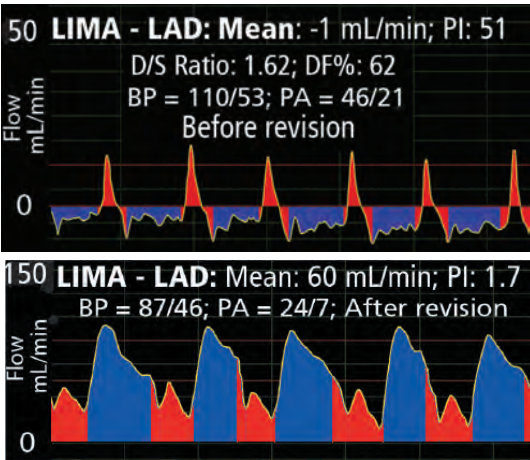 50 LIMA - LAD: Mean: -1 mL/min; PI: 51
D/S Ratio: 1.62; DF%: 62
BP = 110/53; PA = 46/21
Before revision
Flow
mL/min
0
150 LIMA - LAD: Mean: 60 mL/min; PI: 1.7
BP = 87/46; PA = 24/7; After revision
Flow
mL/min
0